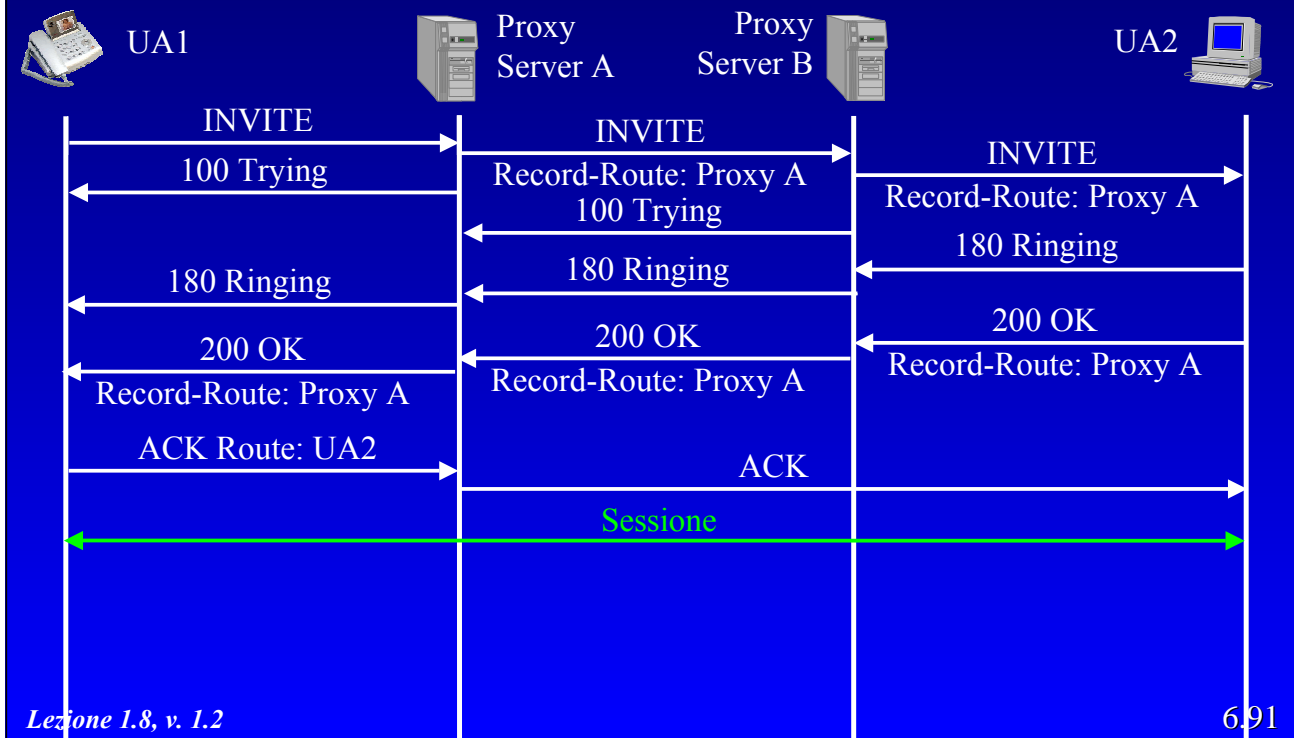 UA1
Proxy
Server A
Proxy
Server B
UA2
INVITE
INVITE
INVITE
100 Trying
Record-Route: Proxy A
Record-Route: Proxy A
100 Trying
180 Ringing
180 Ringing
180 Ringing
200 OK
200 OK
200 OK
Record-Route: Proxy A
Record-Route: Proxy A
Record-Route: Proxy A
ACK Route: UA2
ACK
Sessione
Lezione 1.8, v. 1.2
6.91